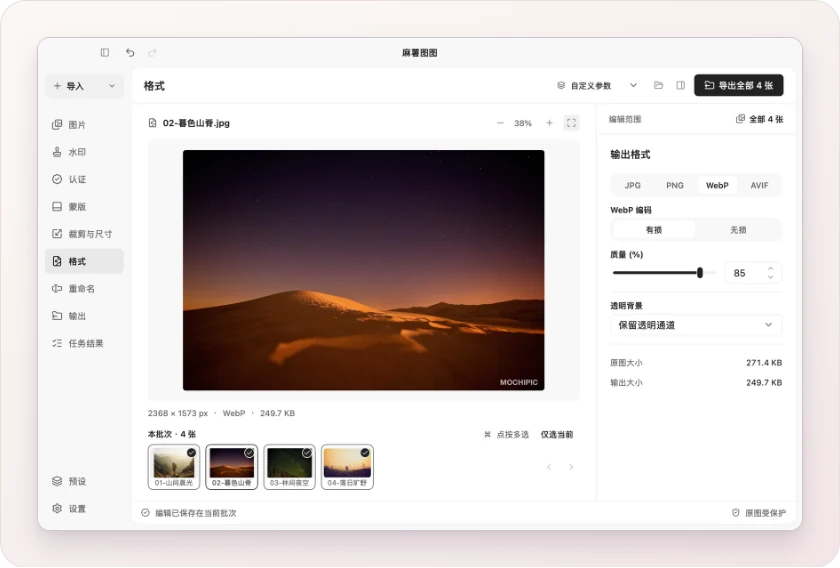 麻薯图图
导入
格式
自定义参数
导出全部 4 张
图片
水印
认证
蒙版
裁剪与尺寸
格式
重命名
输出
任务结果
预设
设置
02-暮色山脊.jpg
38%
MOCHIPIC
2368 × 1573 px · WebP · 249.7 KB
本批次 · 4 张
⌘ 点按多选 仅选当前
01-山间晨光
02-暮色山脊
03-林间夜空
04-落日旷野
编辑已保存在当前批次
原图受保护
编辑范围
全部 4 张
输出格式
JPG PNG WebP AVIF
WebP 编码
有损 无损
质量 (%)
85
透明背景
保留透明通道
原图大小 271.4 KB
输出大小 249.7 KB